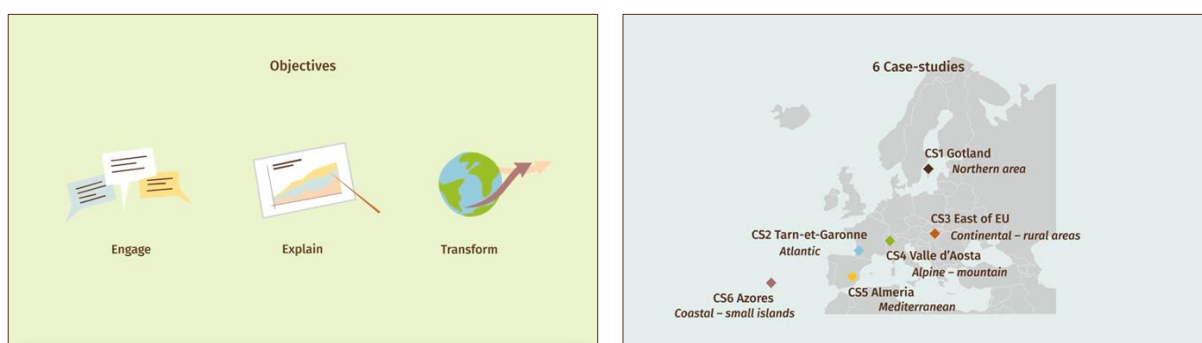 Objectives
Engage
Explain
Transform
6 Case-studies
CS1 Gotland
Northern area
CS3 East of EU
Continental – rural areas
CS2 Tarn-et-Garonne
Atlantic
CS4 Valle d'Aosta
Alpine – mountain
CS6 Azores
Coastal – small islands
CS5 Almeria
Mediterranean